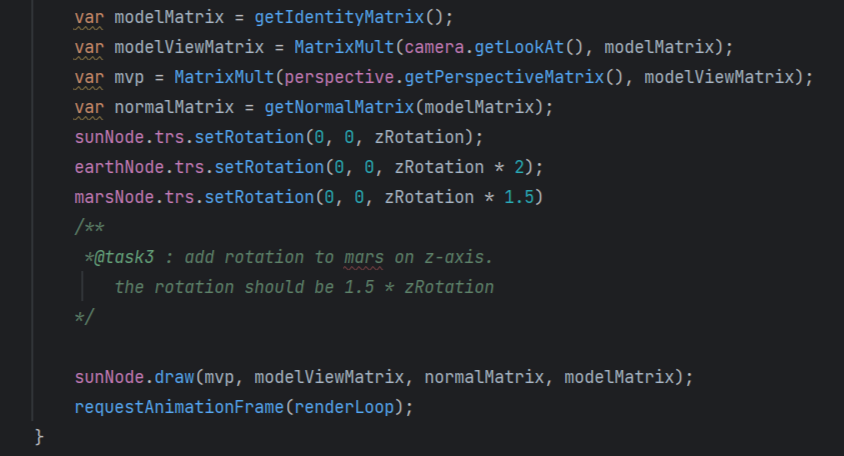 var modelMatrix = getIdentityMatrix();
var modelViewMatrix = MatrixMult(camera.getLookAt(), modelMatrix);
var mvp = MatrixMult(perspective.getPerspectiveMatrix(), modelViewMatrix);
var normalMatrix = getNormalMatrix(modelMatrix);
sunNode.trs.setRotation(0, 0, zRotation);
earthNode.trs.setRotation(0, 0, zRotation * 2);
marsNode.trs.setRotation(0, 0, zRotation * 1.5)
/**
*@task3 : add rotation to mars on z-axis.
the rotation should be 1.5 * zRotation
*/
sunNode.draw(mvp, modelViewMatrix, normalMatrix, modelMatrix);
requestAnimationFrame(renderLoop);
}